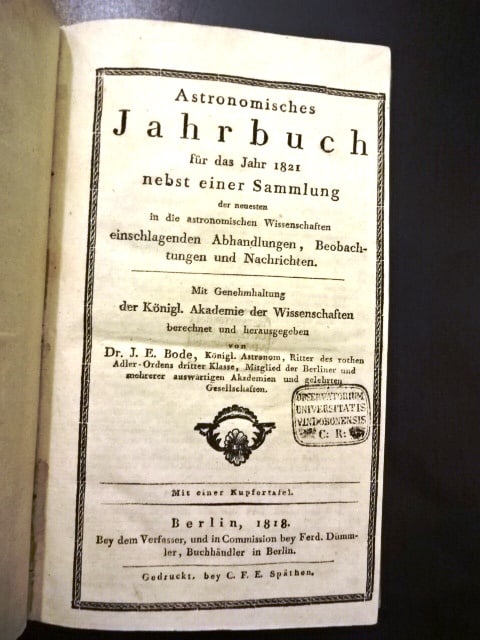 Astronomisches
Jahrbuch
für das Jahr 1821
nebst einer Sammlung
der neuesten
in die astronomischen Wissenschaften
einschlagenden Abhandlungen, Beobach-
tungen und Nachrichten.
Mit Genehmhaltung
der Königl. Akademie der Wissenschaften
berechnet und herausgegeben
von
Dr. J. E. Bode, Königl. Astronom, Ritter des rothen
Adler-Ordens dritter Klasse, Mitglied der Berliner und
mehrerer auswärtigen Akademien und gelehrten
Gesellschaften.
OBSERVATORIUM
UNIVERSITATIS
VINDOBONENSIS
C: R:
Mit einer Kupfertafel.
Berlin, 1818.
Bey dem Verfasser, und in Commission bey Ferd. Dümm-
ler, Buchhändler in Berlin.
Gedruckt, bey C. F. E. Späthen.